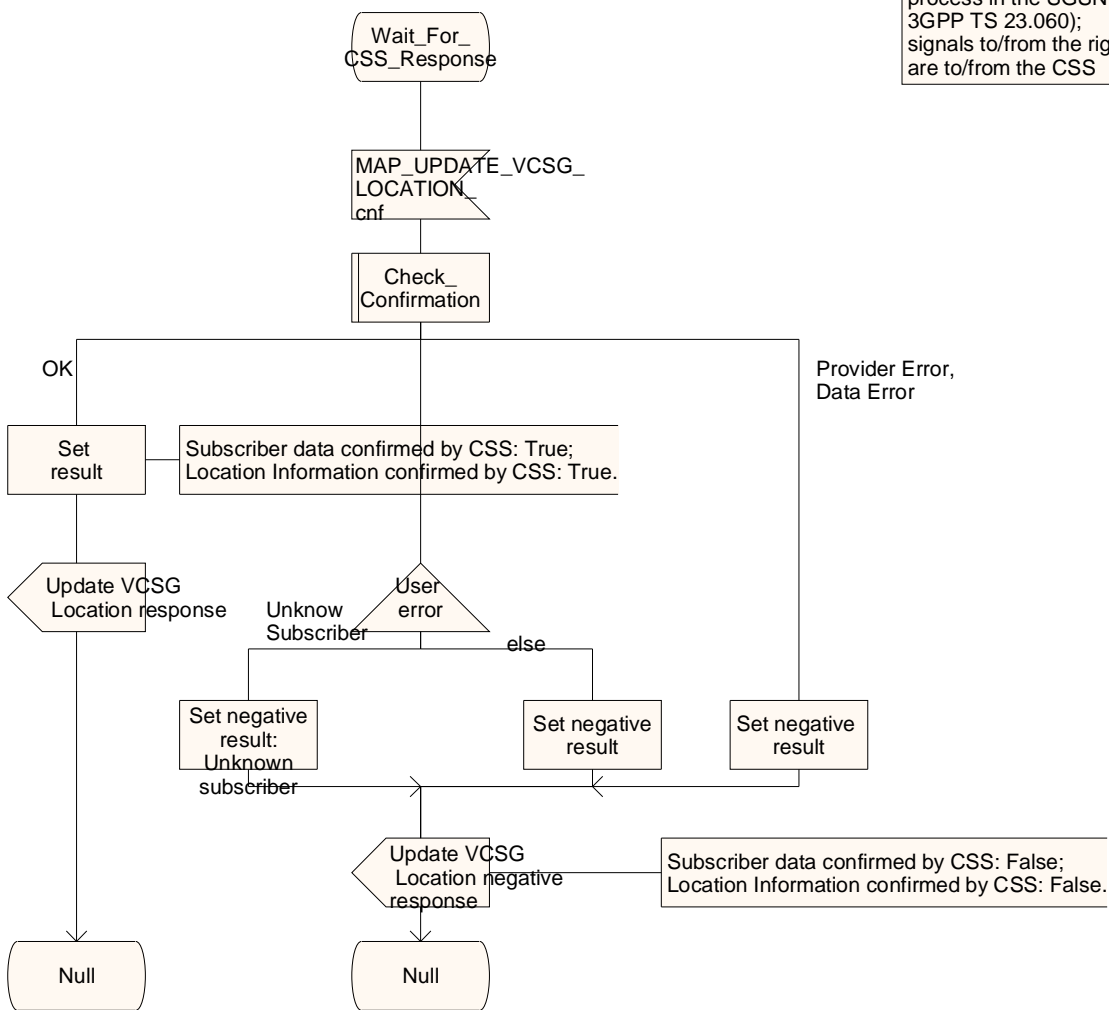 process in the SGSN
3GPP TS 23.060);
signals to/from the rig
are to/from the CSS
Wait_For_
CSS_Response
MAP_UPDATE_VCSG_
LOCATION_
cnf
Check_
Confirmation
OK
Provider Error,
Data Error
Set
result
Subscriber data confirmed by CSS: True;
Location Information confirmed by CSS: True.
Update VCSG
Location response
User
error
Unknow
Subscriber
else
Set negative
result:
Unknown
subscriber
Set negative
result
Set negative
result
Update VCSG
Location negative
response
Subscriber data confirmed by CSS: False;
Location Information confirmed by CSS: False.
Null
Null